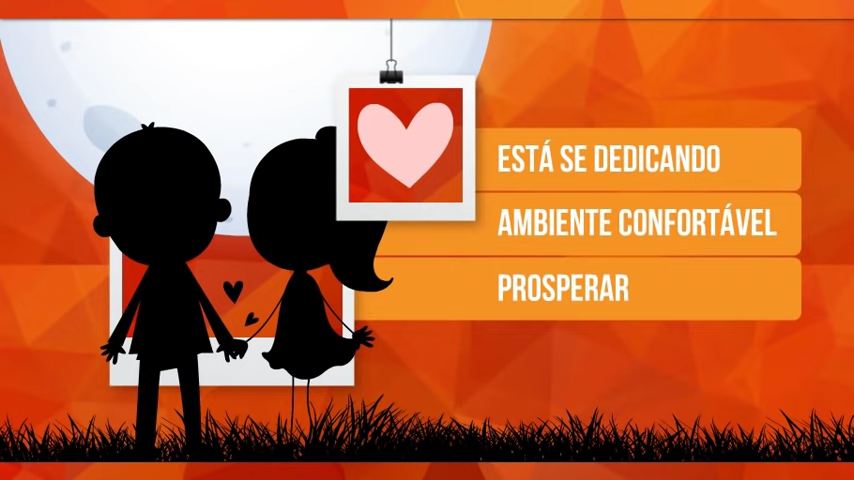 ESTÁ SE DEDICANDO
AMBIENTE CONFORTÁVEL
PROSPERAR